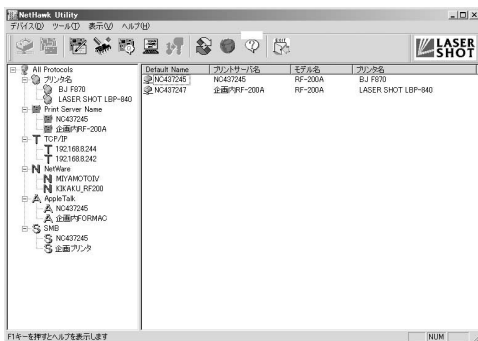 NetHawk Utility
デバイス(D) ツール(T) 表示(V) ヘルプ(H)
LASER SHOT
All Protocols
プリンタ名
BJ F870
LASER SHOT LBP-840
Print Server Name
NC437245
企画内RF-200A
TCP/IP
192.168.8.244
192.168.8.242
NetWare
MIYAMOTOIV
KIKAKU_RF200
AppleTalk
NC437245
企画内FORMAC
SMB
NC437245
企画プリンタ
Default Name プリントサーバ名 モデル名 プリンタ名
NC437245 NC437245 RF-200A BJ F870
NC437247 企画内RF-200A RF-200A LASER SHOT LBP-840
F1キーを押すとヘルプを表示します
NUM